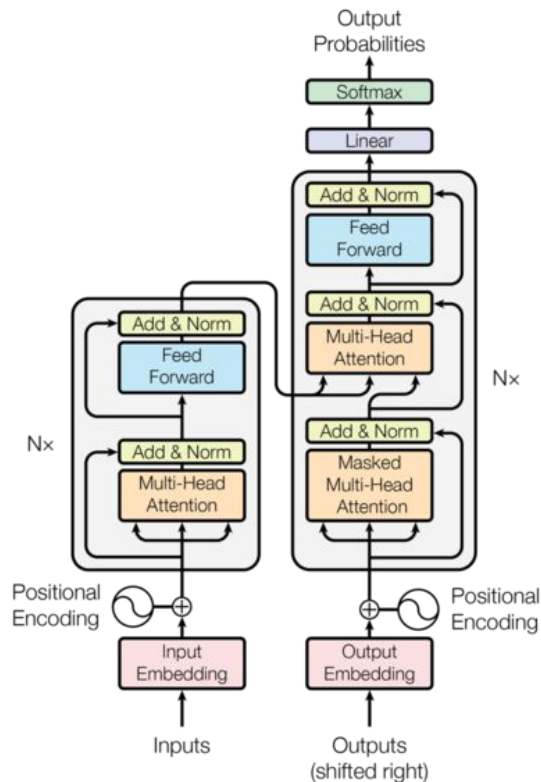 Output
Probabilities
Softmax
Linear
Add & Norm
Feed
Forward
Add & Norm
Multi-Head
Attention
N×
Add & Norm
Masked
Multi-Head
Attention
Add & Norm
Feed
Forward
N×
Add & Norm
Multi-Head
Attention
Positional
Encoding
Input
Embedding
Inputs
Positional
Encoding
Output
Embedding
Outputs
(shifted right)